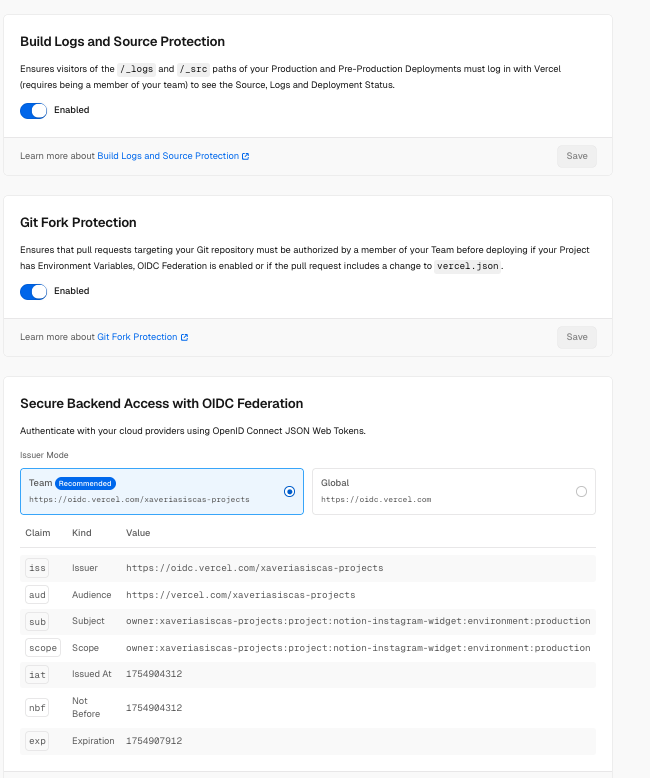 Build Logs and Source Protection
Ensures visitors of the /_logs and /_src paths of your Production and Pre-Production Deployments must log in with Vercel
(requires being a member of your team) to see the Source, Logs and Deployment Status.
Enabled
Learn more about Build Logs and Source Protection
Save
Git Fork Protection
Ensures that pull requests targeting your Git repository must be authorized by a member of your Team before deploying if your Project
has Environment Variables, OIDC Federation is enabled or if the pull request includes a change to vercel.json.
Enabled
Learn more about Git Fork Protection
Save
Secure Backend Access with OIDC Federation
Authenticate with your cloud providers using OpenID Connect JSON Web Tokens.
Issuer Mode
Team Recommended
https://oidc.vercel.com/xaveriasiscas-projects
Global
https://oidc.vercel.com
Claim Kind Value
iss Issuer https://oidc.vercel.com/xaveriasiscas-projects
aud Audience https://vercel.com/xaveriasiscas-projects
sub Subject owner:xaveriasiscas-projects:project:notion-instagram-widget:environment:production
scope Scope owner:xaveriasiscas-projects:project:notion-instagram-widget:environment:production
iat Issued At 1754904312
nbf Not Before 1754904312
exp Expiration 1754907912